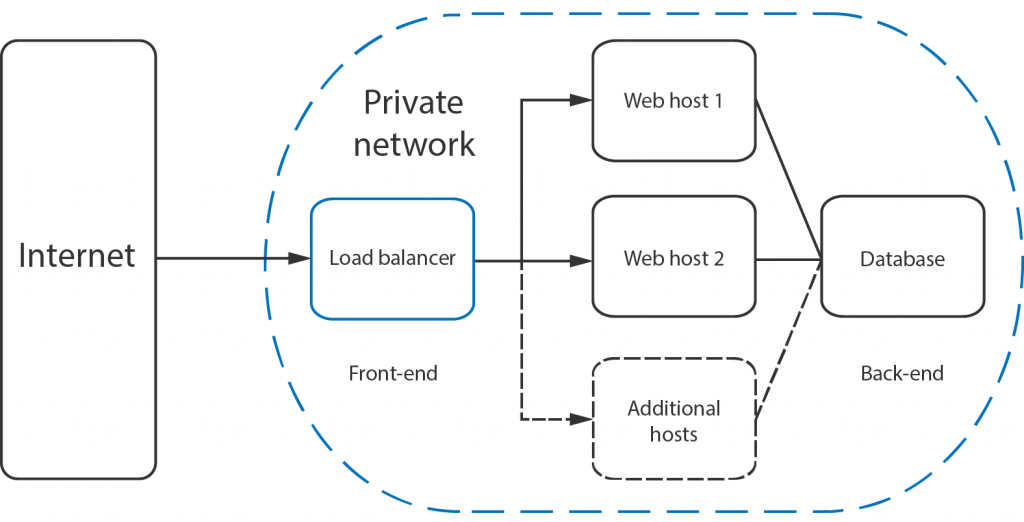 Internet
Private
network
Load balancer
Front-end
Web host 1
Web host 2
Additional
hosts
Database
Back-end